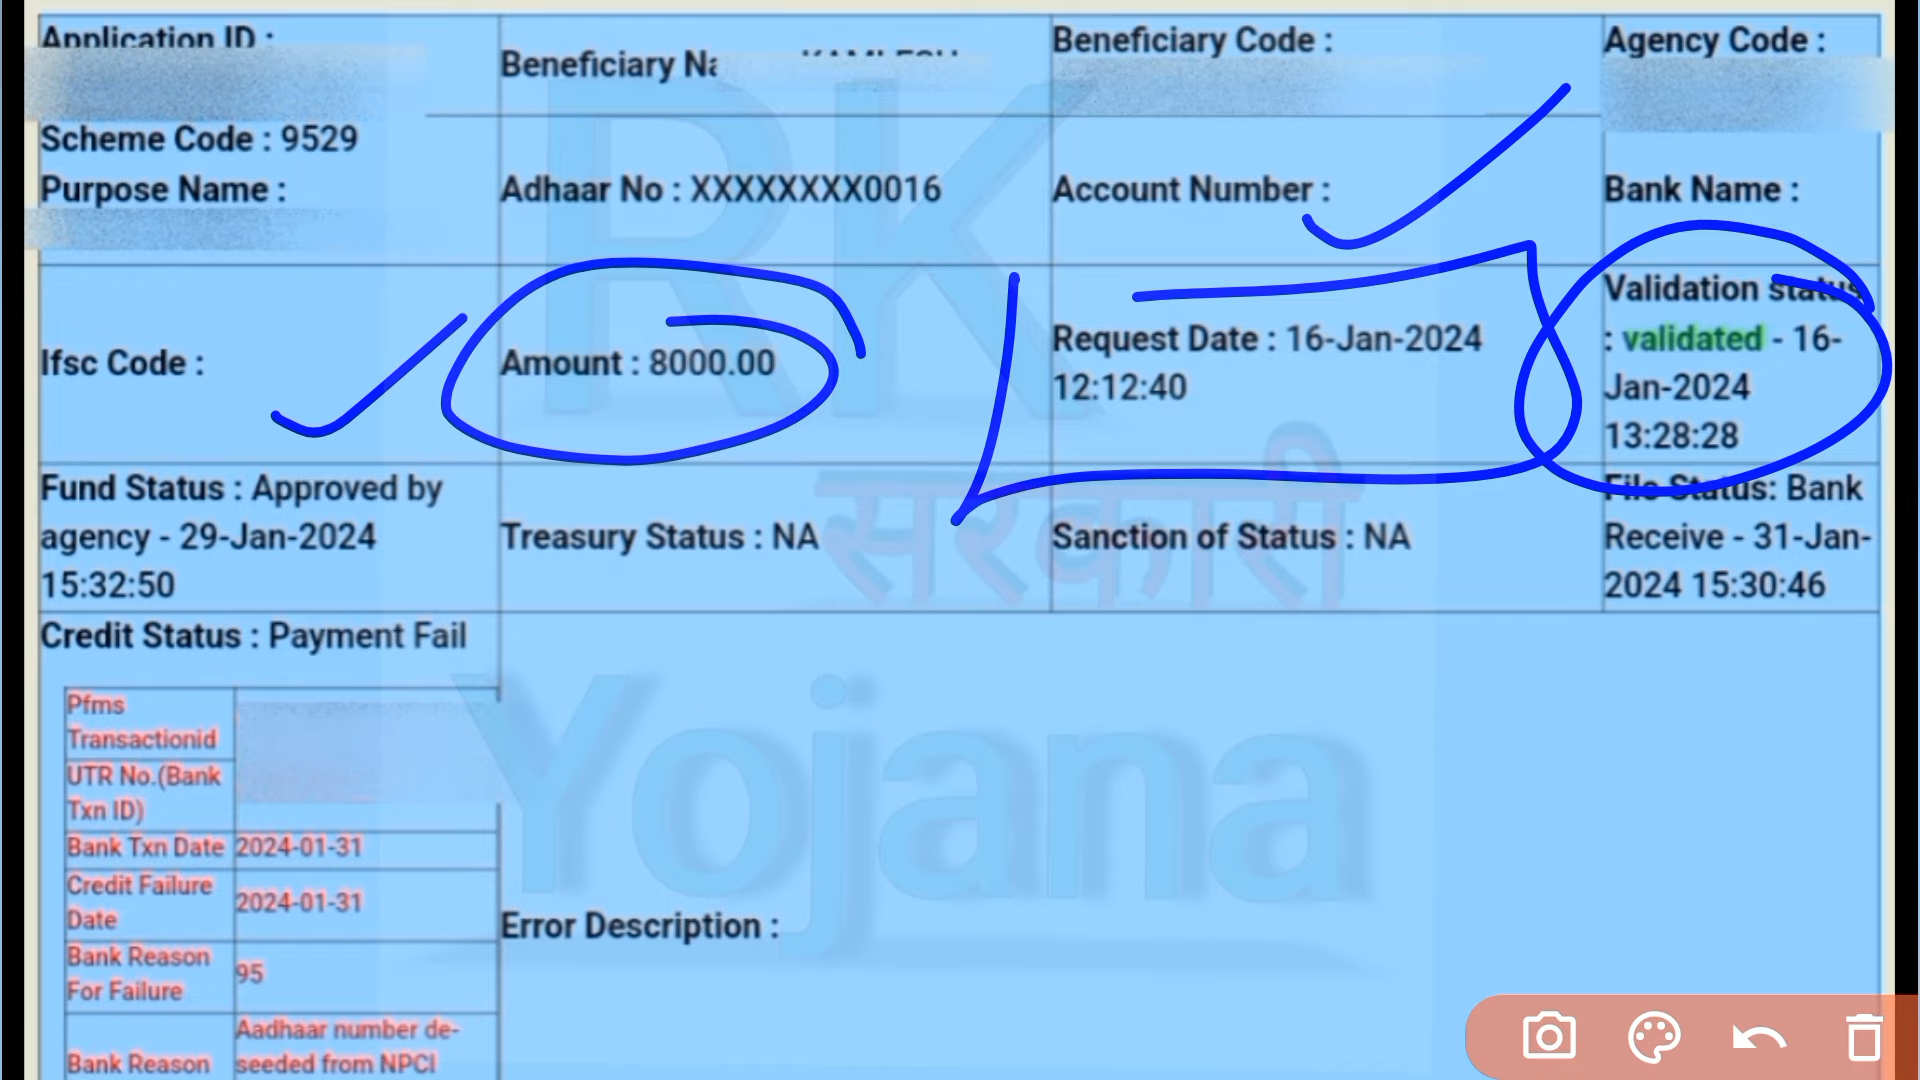 Application ID :
Beneficiary
KAMLESH
Beneficiary Code :
Agency Code :
Scheme Code : 9529
Purpose Name :
Adhaar No : XXXXXXXX0016
Account Number :
Bank Name :
Ifsc Code :
Amount : 8000.00
Request Date : 16-Jan-2024
12:12:40
Validation status
: validated - 16-
Jan-2024
13:28:28
Fund Status : Approved by
agency - 29-Jan-2024
15:32:50
Treasury Status : NA
Sanction of Status : NA
File Status: Bank
Receive - 31-Jan-
2024 15:30:46
Credit Status : Payment Fail
Pfms
Transactionid
UTR No.(Bank
Txn ID)
Bank Txn Date 2024-01-31
Credit Failure
Date
2024-01-31
Bank Reason
For Failure
95
Bank Reason
Aadhaar number de-
seeded from NPCI
Error Description :
RK
सरकारी
Yojana